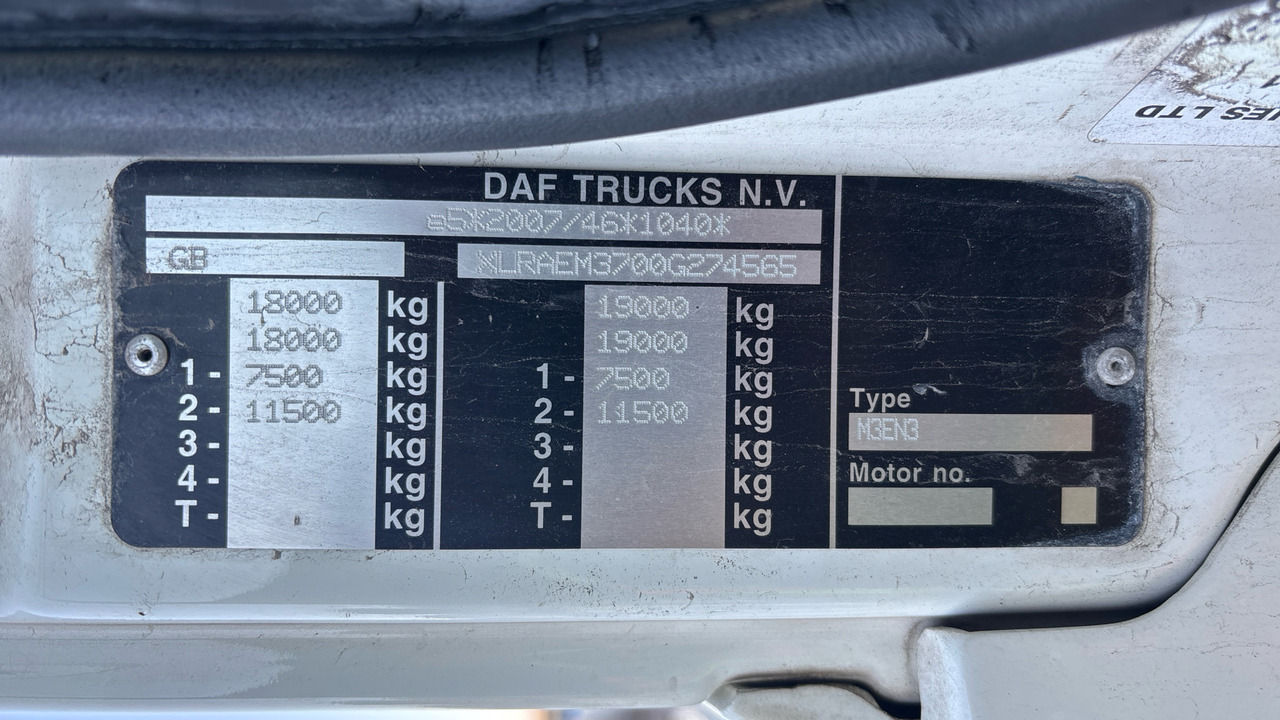 DAF TRUCKS N.V.
e5*2007/46*1040*
GB XLRAEM3700G274565
18000 kg 19000 kg
18000 kg 19000 kg
1 - 7500 kg 1 - 7500 kg
2 - 11500 kg 2 - 11500 kg
3 - kg 3 - kg
4 - kg 4 - kg
T - kg T - kg
Type
M3EN3
Motor no.
LTD